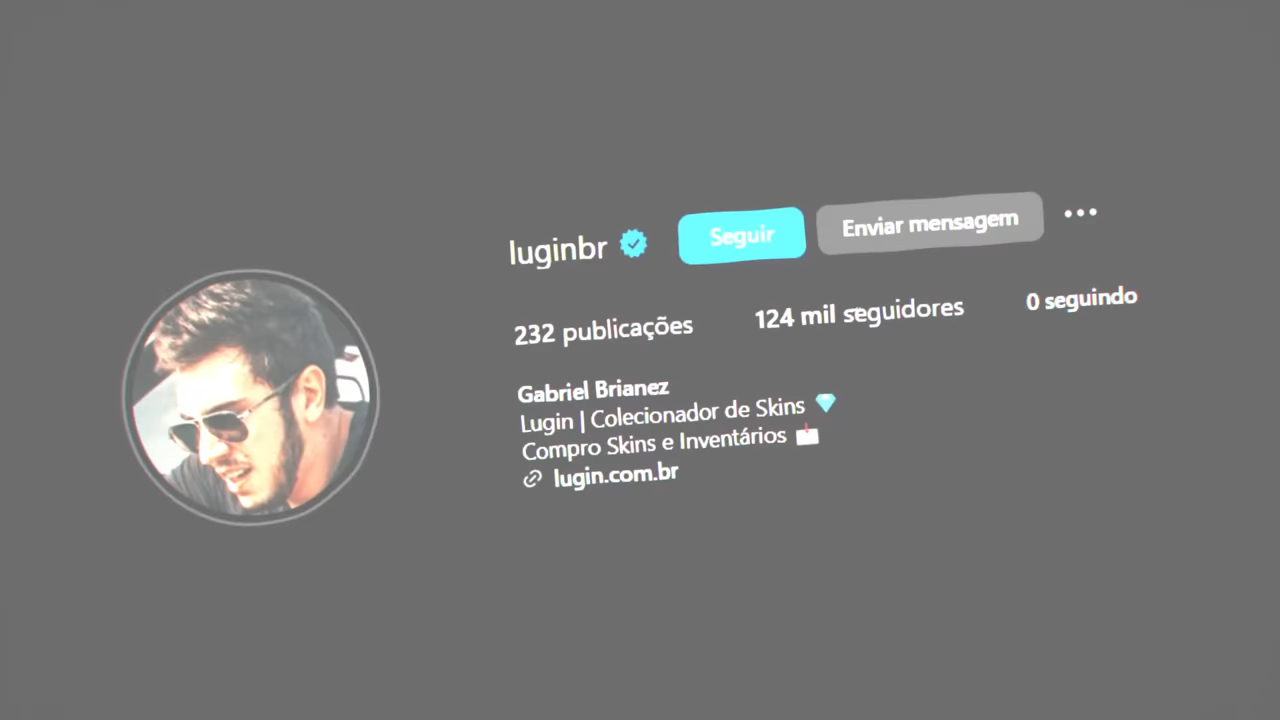 luginbr Seguir Enviar mensagem
232 publicações 124 mil seguidores 0 seguindo
Gabriel Brianez
Lugin | Colecionador de Skins 💎
Compro Skins e Inventários 📩
lugin.com.br